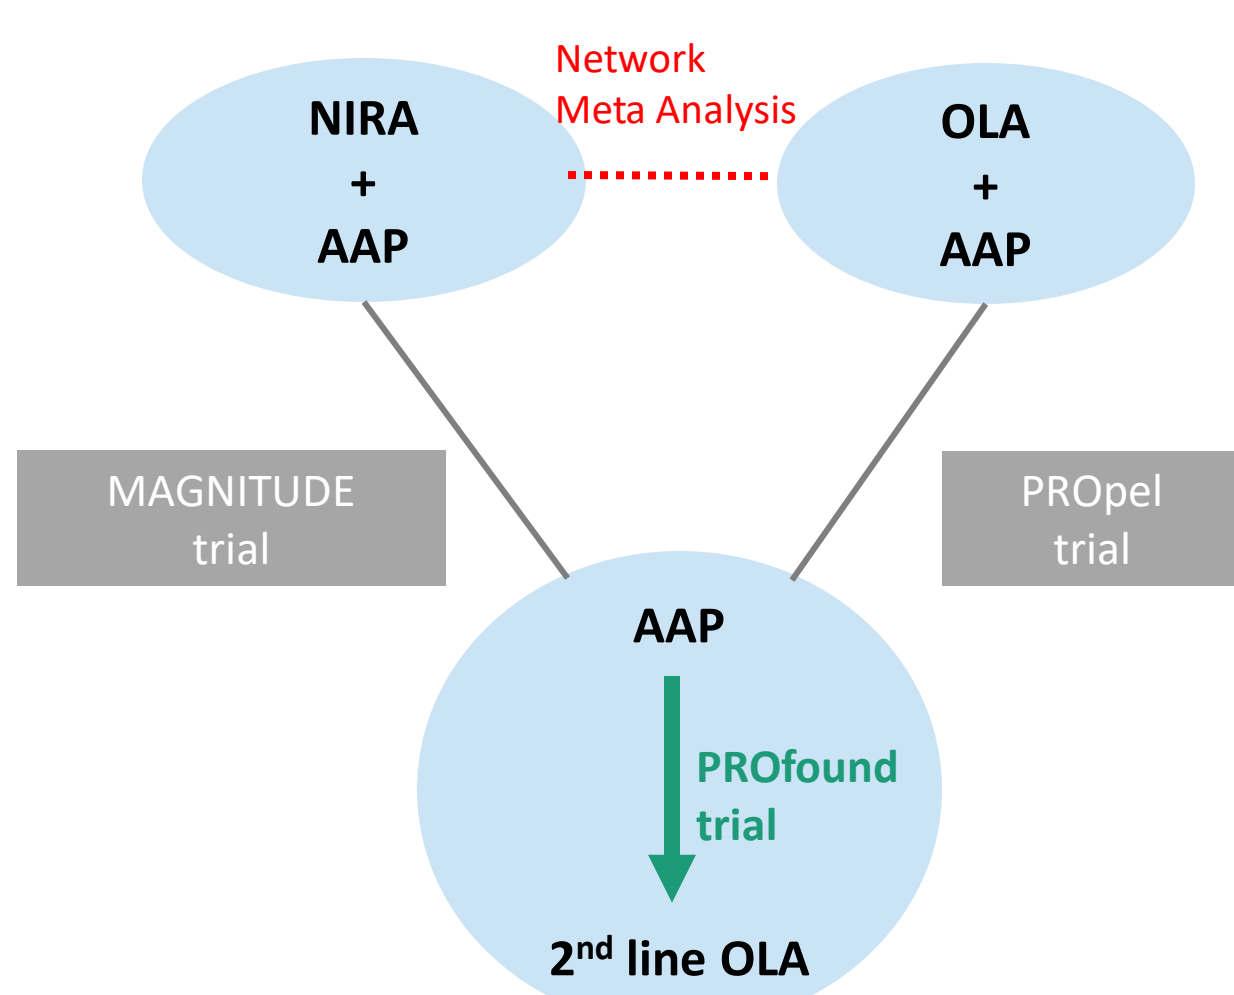 Network
Meta Analysis
NIRA
+
AAP
OLA
+
AAP
MAGNITUDE
trial
PROpel
trial
AAP
PROfound
trial
2nd line OLA